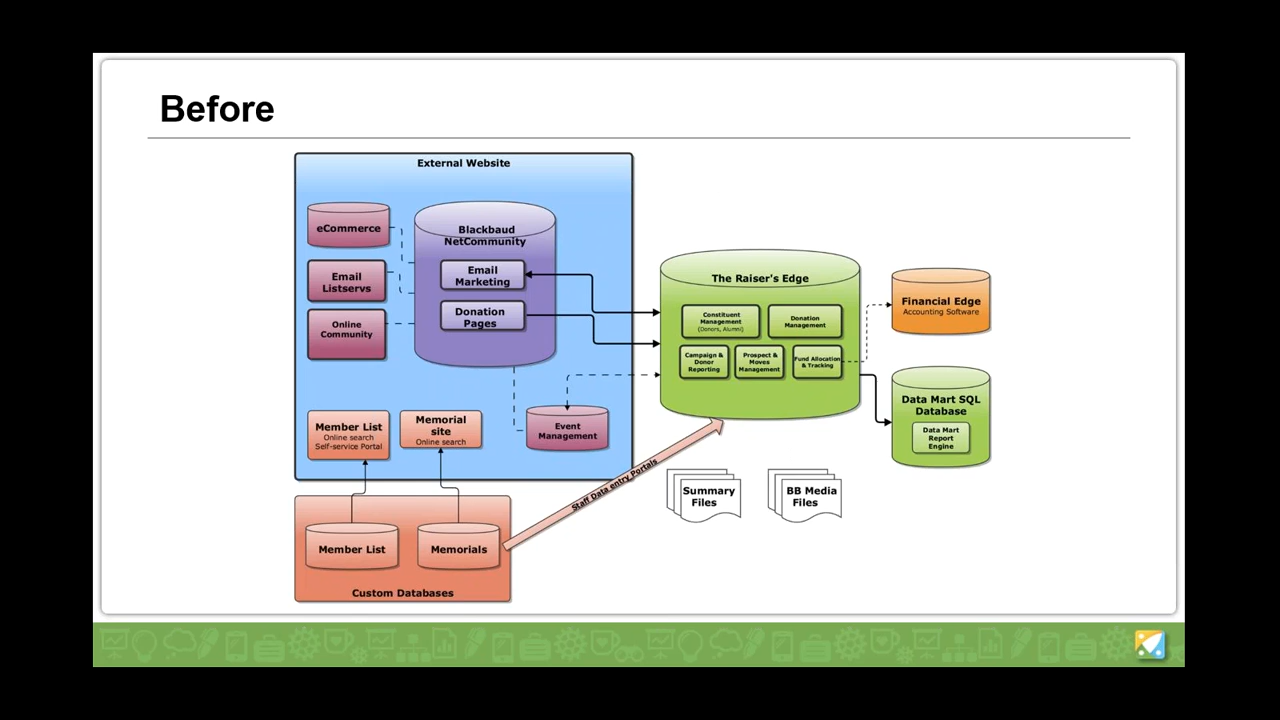 Before
External Website
eCommerce
Email
Listservs
Online
Community
Blackbaud
NetCommunity
Email
Marketing
Donation
Pages
Member List
Online search
Self-service Portal
Memorial
site
Online search
Event
Management
The Raiser's Edge
Constituent
Management
(Donors, Alumni)
Donation
Management
Campaign &
Donor
Reporting
Prospect &
Moves
Management
Fund Allocation
& Tracking
Financial Edge
Accounting Software
Data Mart SQL
Database
Data Mart
Report
Engine
Staff Data entry Portals
Summary
Files
BB Media
Files
Member List
Memorials
Custom Databases